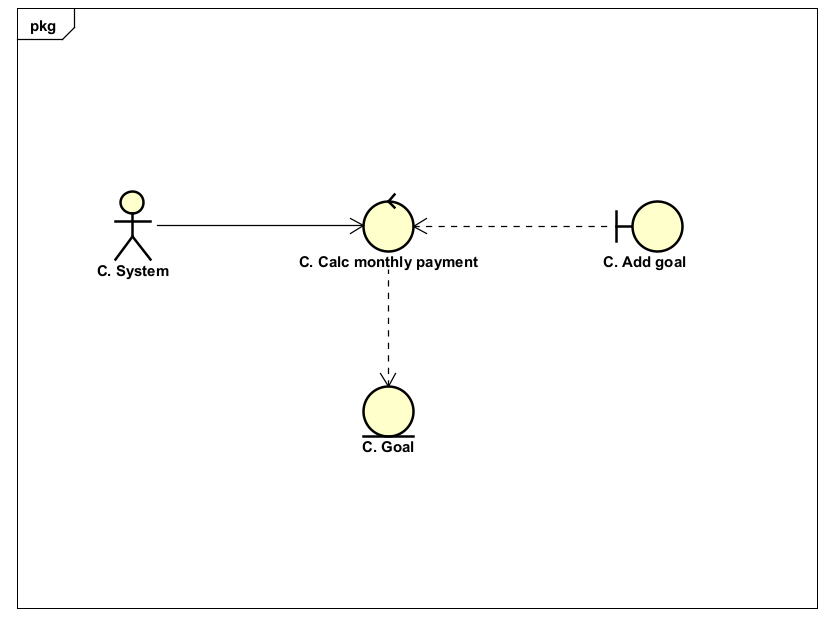 pkg
C. System
C. Calc monthly payment
C. Add goal
C. Goal